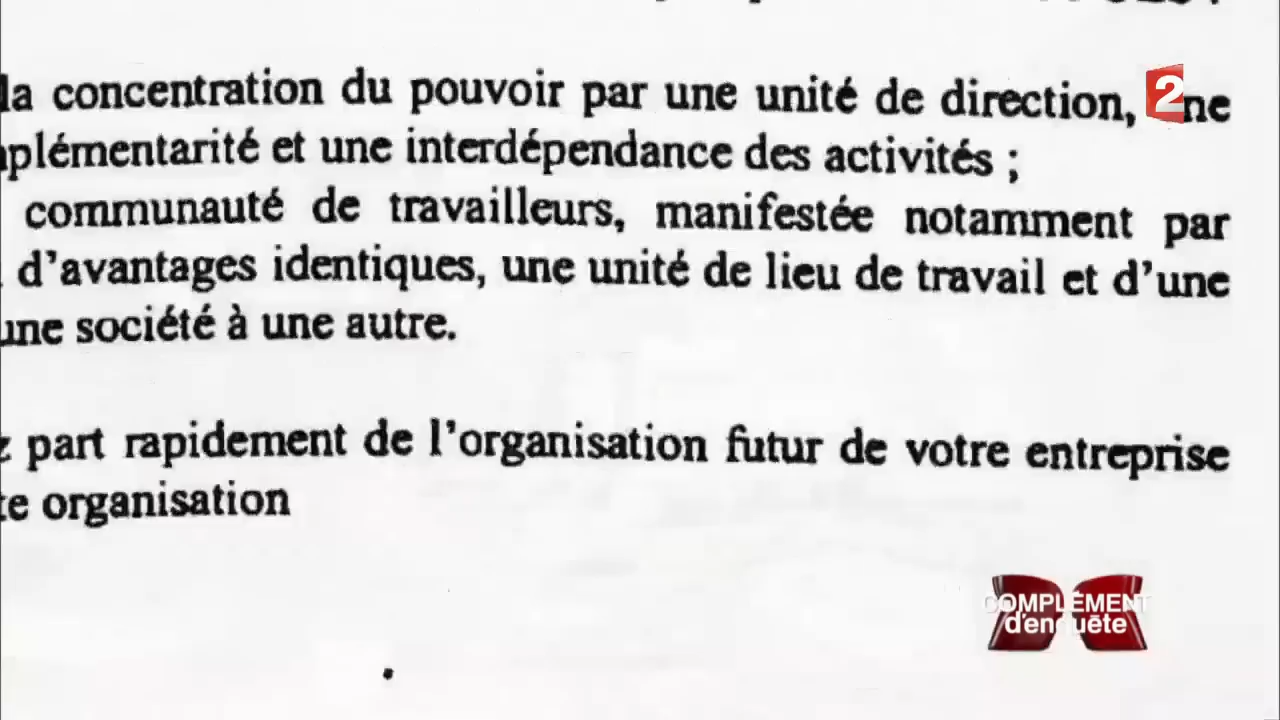 la concentration du pouvoir par une unité de direction, une
plémentarité et une interdépendance des activités ;
communauté de travailleurs, manifestée notamment par
d'avantages identiques, une unité de lieu de travail et d'une
une société à une autre.
z part rapidement de l'organisation futur de votre entreprise
te organisation
2
COMPLÉMENT
d'enquête